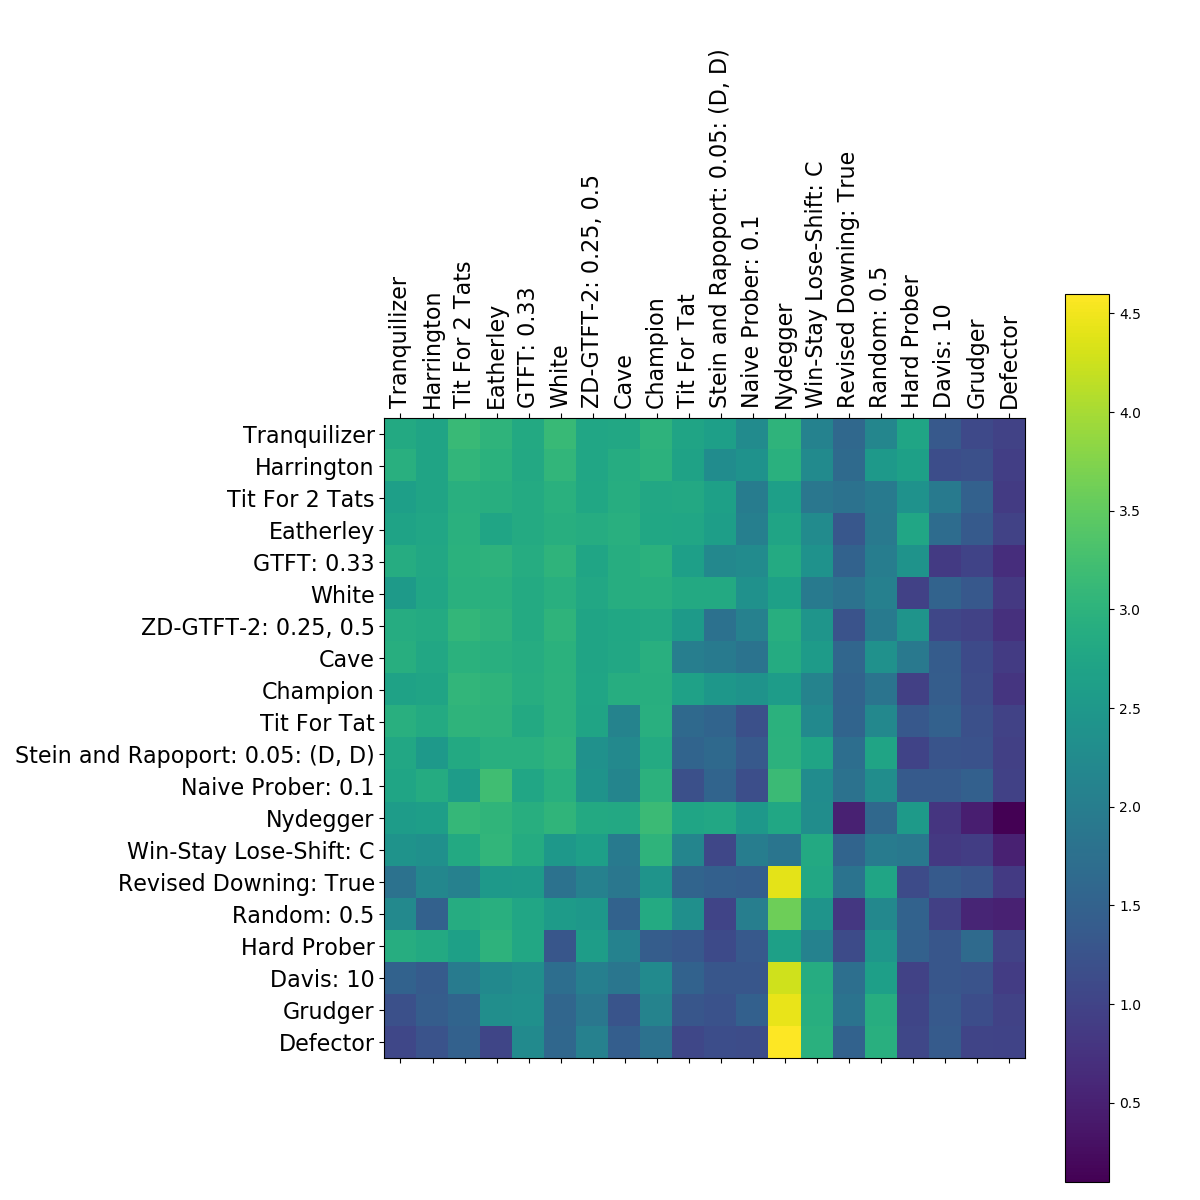 Tranquilizer
Harrington
Tit For 2 Tats
Eatherley
GTFT: 0.33
White
ZD-GTFT-2: 0.25, 0.5
Cave
Champion
Tit For Tat
Stein and Rapoport: 0.05: (D, D)
Naive Prober: 0.1
Nydegger
Win-Stay Lose-Shift: C
Revised Downing: True
Random: 0.5
Hard Prober
Davis: 10
Grudger
Defector
Tranquilizer
Harrington
Tit For 2 Tats
Eatherley
GTFT: 0.33
White
ZD-GTFT-2: 0.25, 0.5
Cave
Champion
Tit For Tat
Stein and Rapoport: 0.05: (D, D)
Naive Prober: 0.1
Nydegger
Win-Stay Lose-Shift: C
Revised Downing: True
Random: 0.5
Hard Prober
Davis: 10
Grudger
Defector
4.5
4.0
3.5
3.0
2.5
2.0
1.5
1.0
0.5